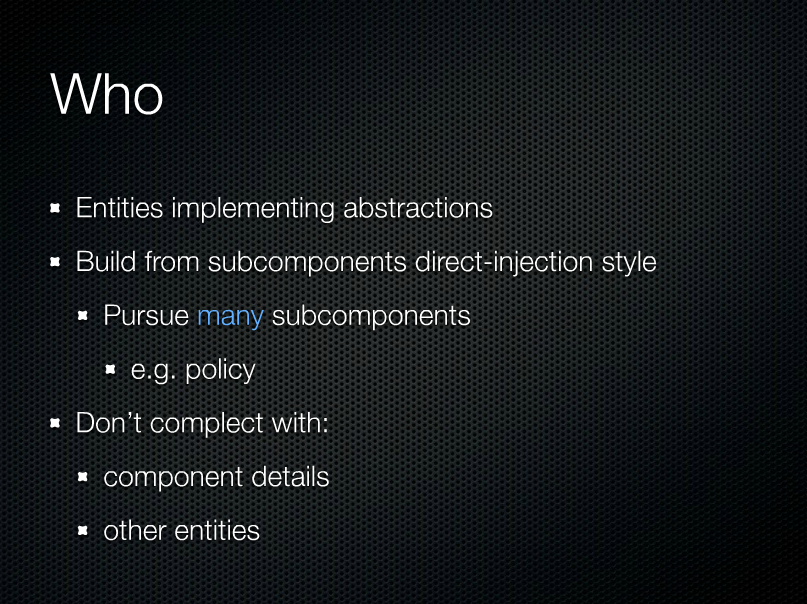 Who
Entities implementing abstractions
Build from subcomponents direct-injection style
Pursue many subcomponents
e.g. policy
Don’t complect with:
component details
other entities